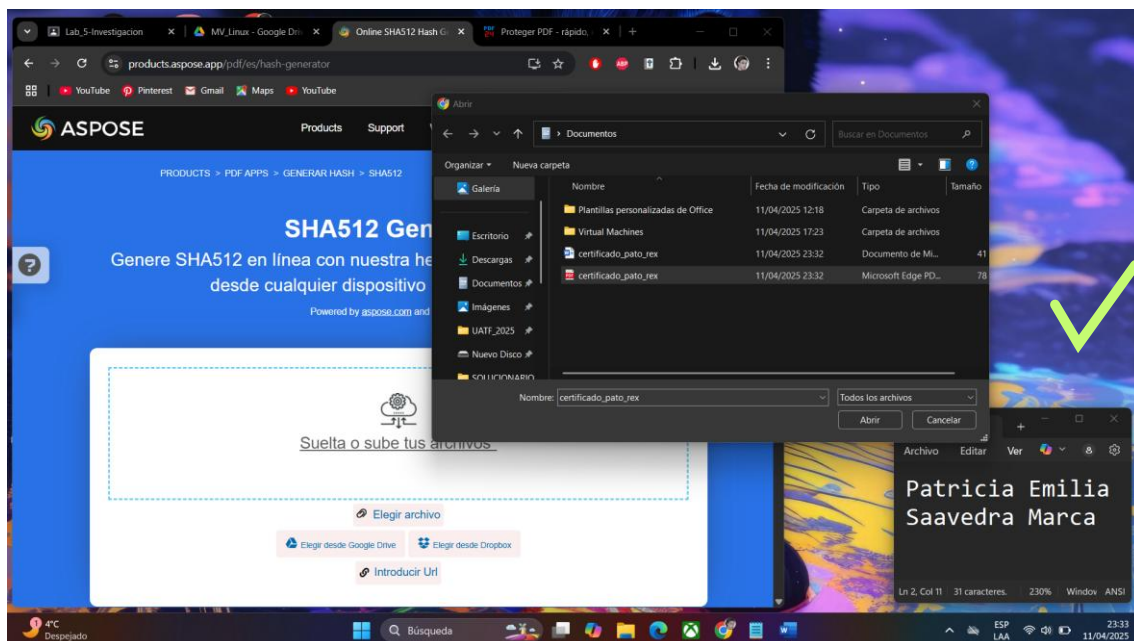 Lab_5-Investigacion
MV_Linux - Google Dri
Online SHA512 Hash G
Proteger PDF - rápido,
products.aspose.app/pdf/es/hash-generator
YouTube
Pinterest
Gmail
Maps
YouTube
ASPOSE
Products
Support
PRODUCTS > PDF APPS > GENERAR HASH > SHA512
SHA512 Gen
Genere SHA512 en línea con nuestra he
desde cualquier dispositivo
Powered by aspose.com and
Suelta o sube tus archivos
Elegir archivo
Elegir desde Google Drive
Elegir desde Dropbox
Introducir Url
Abrir
Documentos
Buscar en Documentos
Organizar
Nueva carpeta
Galería
Escritorio
Descargas
Documentos
Imágenes
UATF_2025
Nuevo Disco
SOLUCIONARIO
Nombre Fecha de modificación Tipo Tamaño
Plantillas personalizadas de Office 11/04/2025 12:18 Carpeta de archivos
Virtual Machines 11/04/2025 17:23 Carpeta de archivos
certificado_pato_rex 11/04/2025 23:32 Documento de Mi... 41
certificado_pato_rex 11/04/2025 23:32 Microsoft Edge PD... 78
Nombre: certificado_pato_rex
Todos los archivos
Abrir
Cancelar
Archivo Editar Ver
Patricia Emilia
Saavedra Marca
Ln 2, Col 11 31 caracteres. 230% Window ANSI
1
4°C
Despejado
Búsqueda
ESP
LAA
23:33
11/04/2025